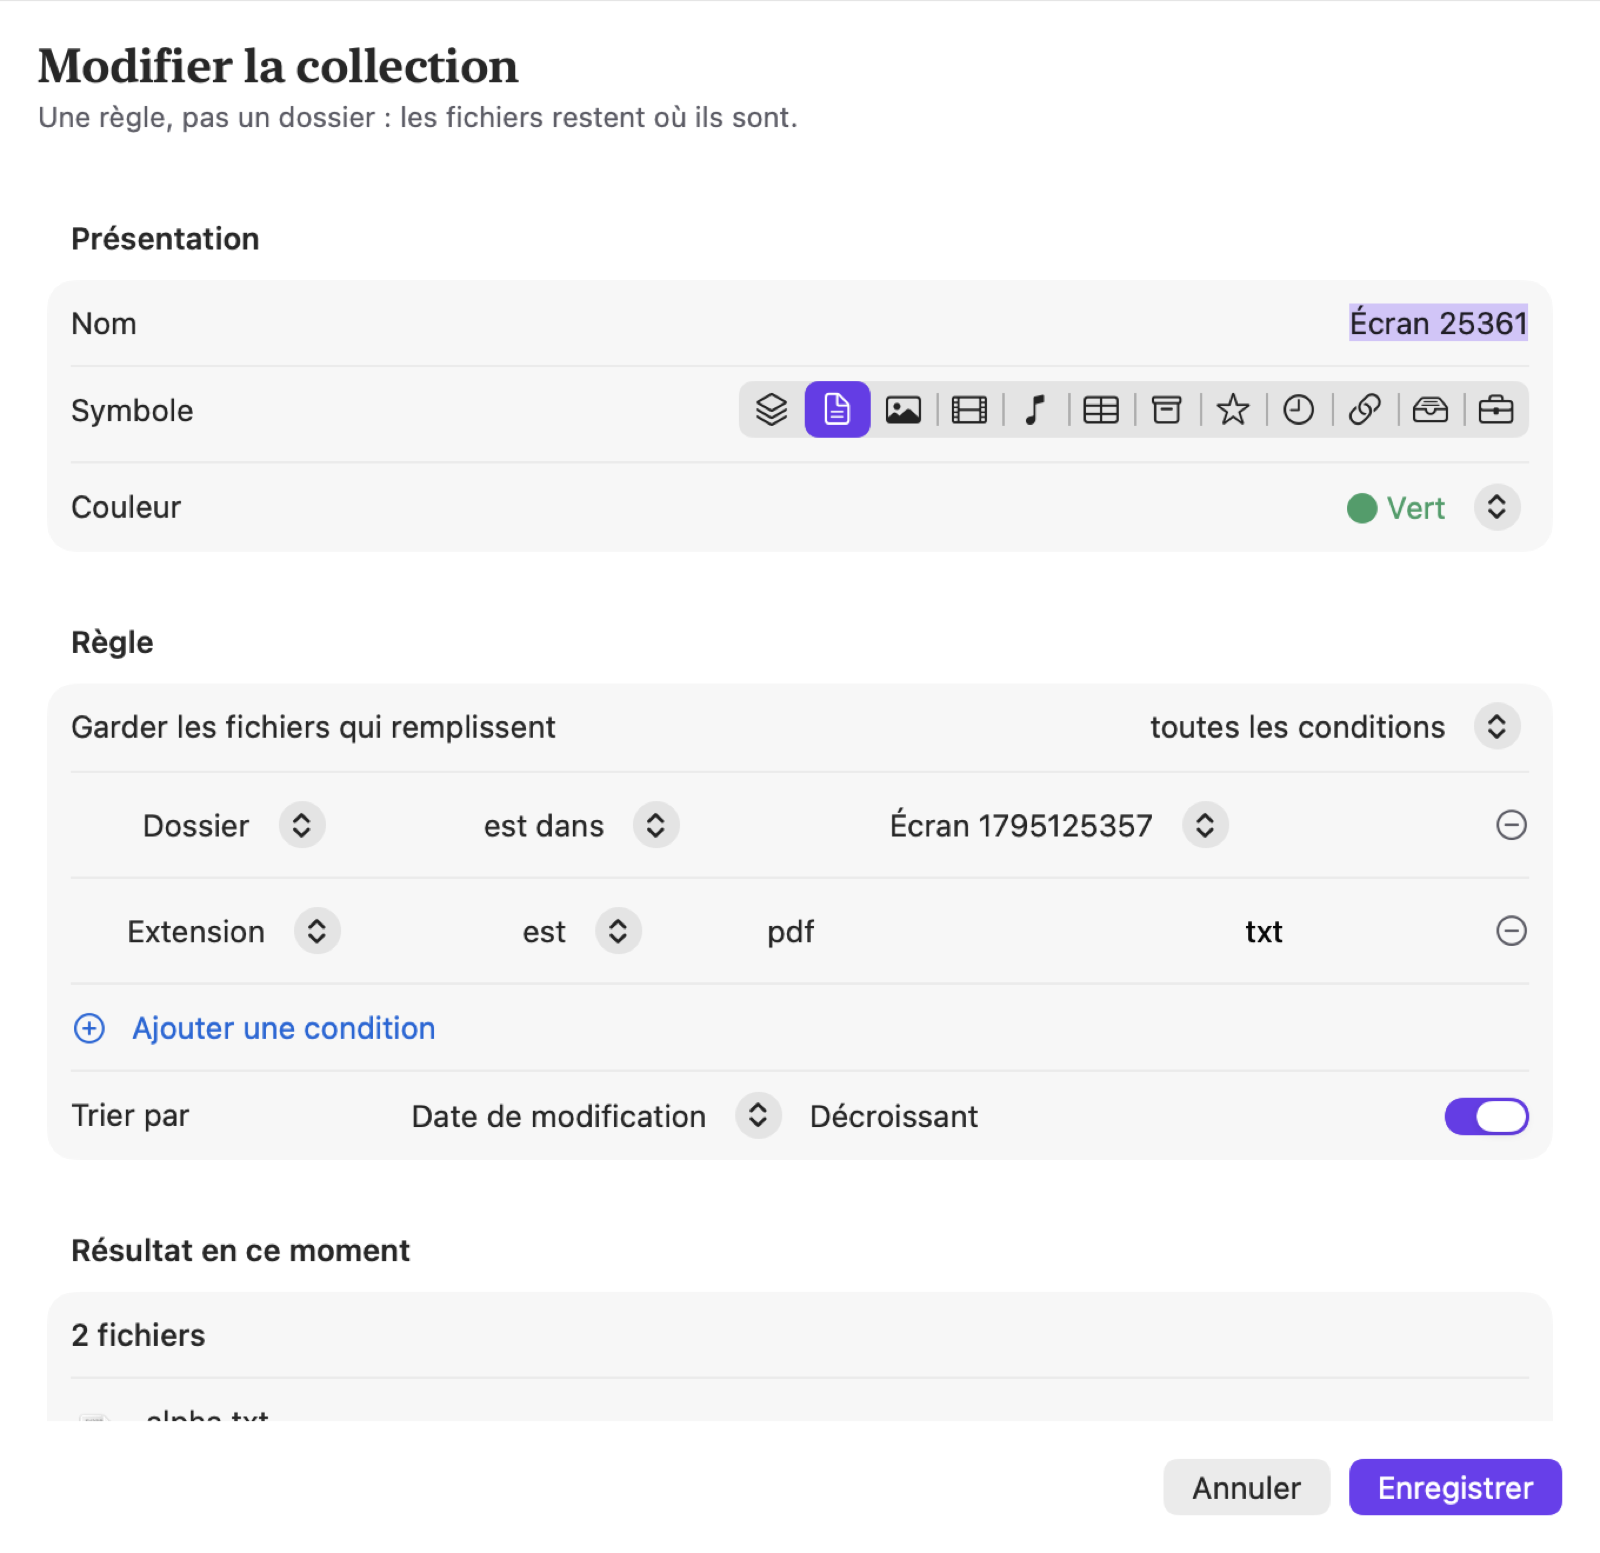 Modifier la collection
Une règle, pas un dossier : les fichiers restent où ils sont.
Présentation
Nom Écran 25361
Symbole
Couleur Vert
Règle
Garder les fichiers qui remplissent toutes les conditions
Dossier est dans Écran 1795125357
Extension est pdf txt
Ajouter une condition
Trier par Date de modification Décroissant
Résultat en ce moment
2 fichiers
alpha.txt
Annuler Enregistrer